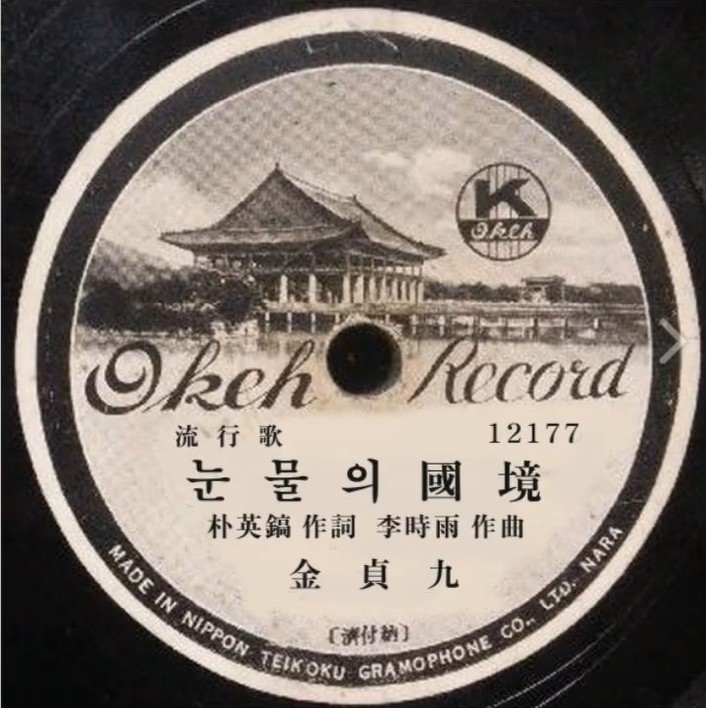 K
Okeh
Okeh Record
流行歌 12177
눈물의國境
朴英鎬 作詞 李時雨 作曲
金貞九
〔濟付納〕
MADE IN NIPPON TEIKOKU GRAMOPHONE CO., LTD. NARA